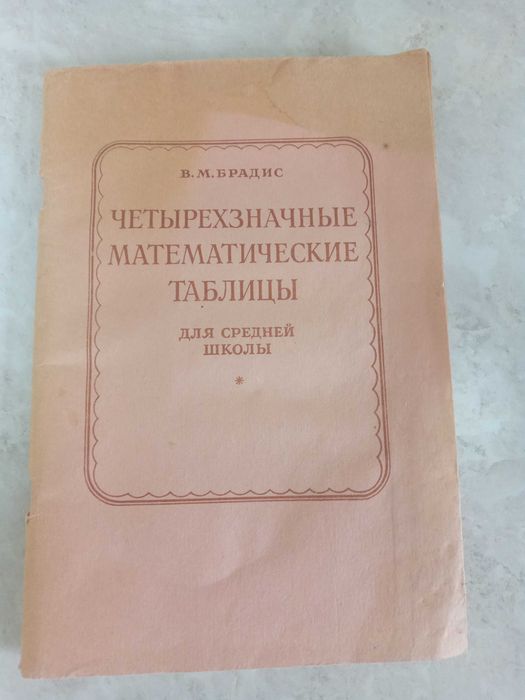 В. М. БРАДИС
ЧЕТЫРЕХЗНАЧНЫЕ
МАТЕМАТИЧЕСКИЕ
ТАБЛИЦЫ
ДЛЯ СРЕДНЕЙ
ШКОЛЫ
*